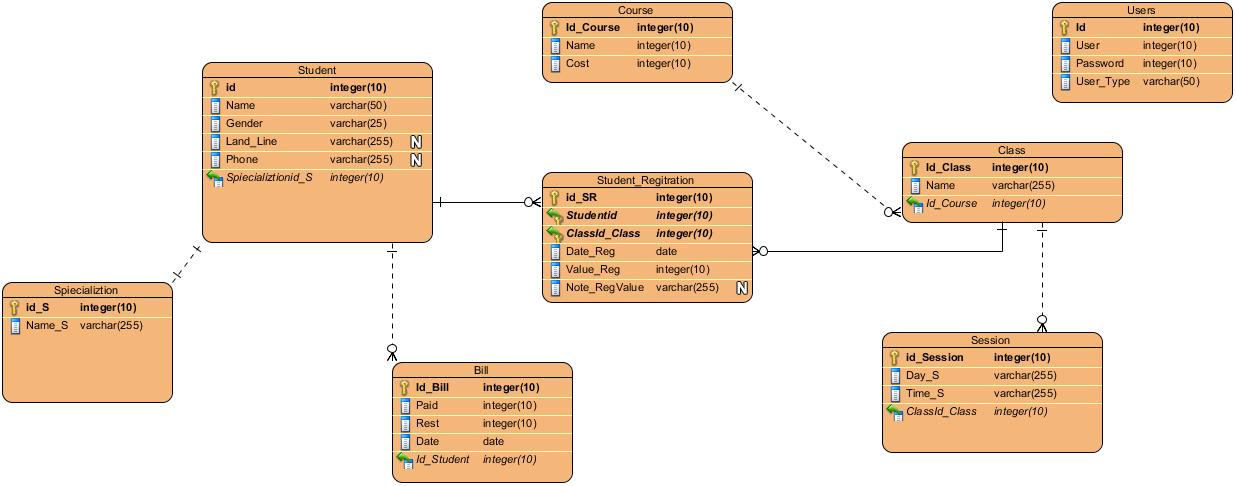 Course
Id_Course integer(10)
Name integer(10)
Cost integer(10)
Users
Id integer(10)
User integer(10)
Password integer(10)
User_Type varchar(50)
Student
id integer(10)
Name varchar(50)
Gender varchar(25)
Land_Line varchar(255) N
Phone varchar(255) N
Spieciali­ztionid_S integer(10)
Class
Id_Class integer(10)
Name varchar(255)
Id_Course integer(10)
Student_Regitration
id_SR integer(10)
Studentid integer(10)
ClassId_Class integer(10)
Date_Reg date
Value_Reg integer(10)
Note_RegValue varchar(255) N
Spiecializtion
id_S integer(10)
Name_S varchar(255)
Session
id_Session integer(10)
Day_S varchar(255)
Time_S varchar(255)
ClassId_Class integer(10)
Bill
Id_Bill integer(10)
Paid integer(10)
Rest integer(10)
Date date
Id_Student integer(10)